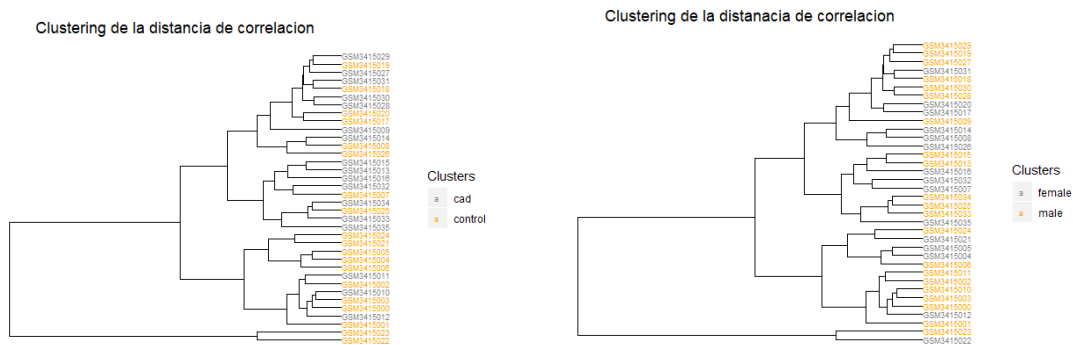 Clustering de la distancia de correlacion
GSM3415029
GSM3415019
GSM3415027
GSM3415031
GSM3415018
GSM3415030
GSM3415028
GSM3415020
GSM3415017
GSM3415009
GSM3415014
GSM3415008
GSM3415026
GSM3415015
GSM3415013
GSM3415016
GSM3415032
GSM3415007
GSM3415034
GSM3415025
GSM3415033
GSM3415035
GSM3415024
GSM3415021
GSM3415005
GSM3415004
GSM3415006
GSM3415011
GSM3415002
GSM3415010
GSM3415003
GSM3415000
GSM3415012
GSM3415001
GSM3415023
GSM3415022
Clusters
a cad
a control
Clustering de la distanacia de correlacion
GSM3415029
GSM3415019
GSM3415027
GSM3415031
GSM3415018
GSM3415030
GSM3415028
GSM3415020
GSM3415017
GSM3415009
GSM3415014
GSM3415008
GSM3415026
GSM3415015
GSM3415013
GSM3415016
GSM3415032
GSM3415007
GSM3415034
GSM3415025
GSM3415033
GSM3415035
GSM3415024
GSM3415021
GSM3415005
GSM3415004
GSM3415006
GSM3415011
GSM3415002
GSM3415010
GSM3415003
GSM3415000
GSM3415012
GSM3415001
GSM3415023
GSM3415022
Clusters
a female
a male